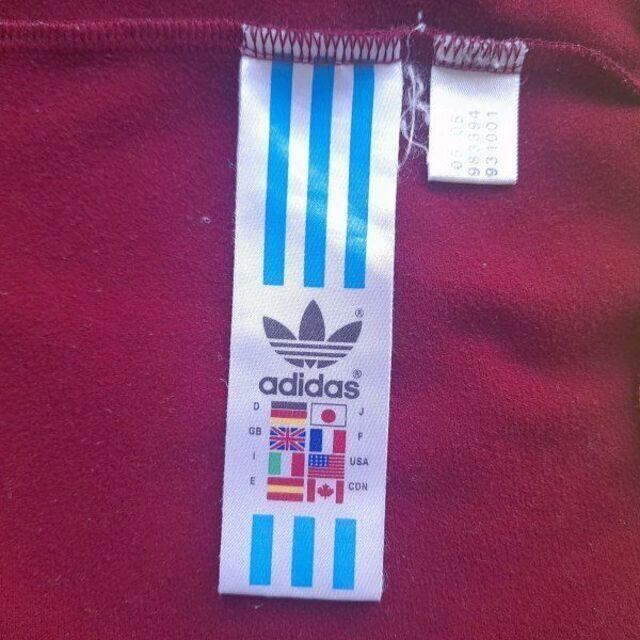 ®
adidas®
D J
GB F
I USA
E CDN
05 05
983394
931001